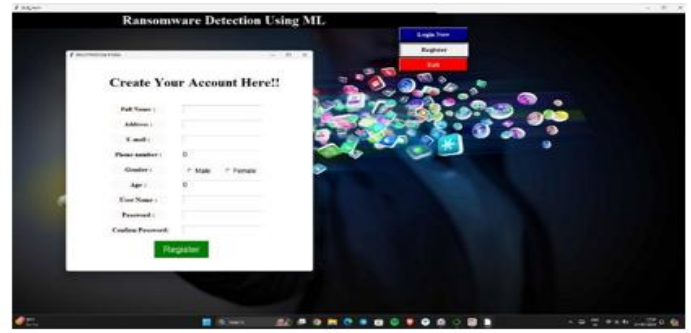 Ransomware Detection Using ML
Login Now
Register
Exit
Create Your Account Here!!
Full Name :
Address :
E-mail :
Phone number : 0
Gender : Male Female
Age : 0
User Name :
Password :
Confirm Password:
Register